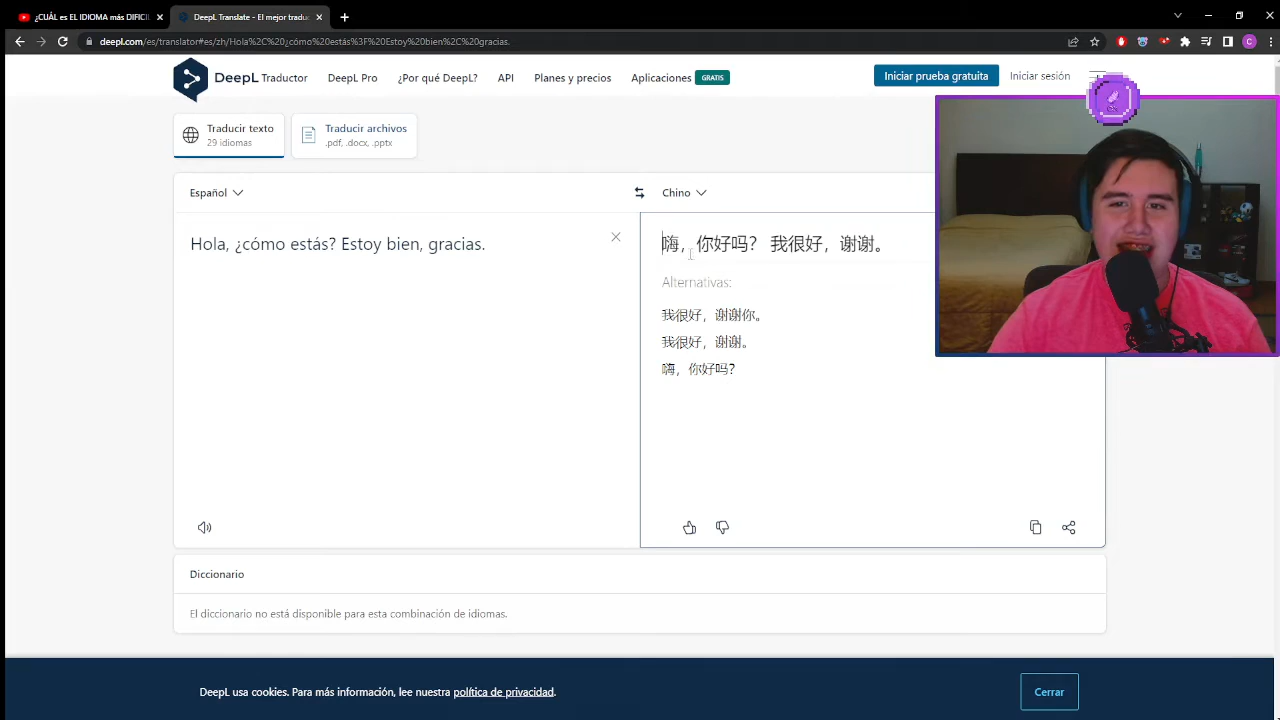 ¿CUÁL es EL IDIOMA más DIFICIL
DeepL Translate - El mejor traduc
deepl.com/es/translator#es/zh/Hola%2C%20¿cómo%20estás%3F%20Estoy%20bien%2C%20gracias.
DeepL Traductor
DeepL Pro
¿Por qué DeepL?
API
Planes y precios
Aplicaciones
GRATIS
Iniciar prueba gratuita
Iniciar sesión
Traducir texto
29 idiomas
Traducir archivos
.pdf, .docx, .pptx
Español
Chino
Hola, ¿cómo estás? Estoy bien, gracias.
嗨，你好吗？ 我很好，谢谢。
Alternativas:
我很好，谢谢你。
我很好，谢谢。
嗨，你好吗?
Diccionario
El diccionario no está disponible para esta combinación de idiomas.
DeepL usa cookies. Para más información, lee nuestra política de privacidad.
Cerrar